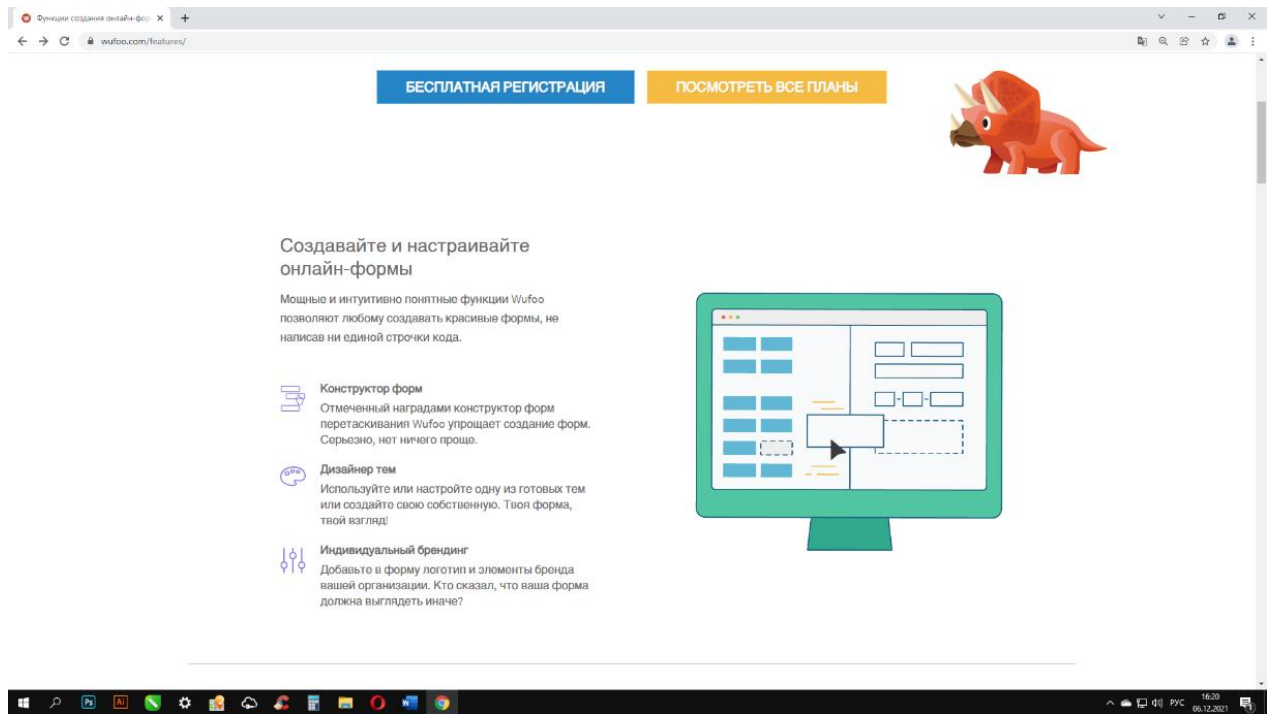 Функции создания онлайн-фор
wufoo.com/features/
БЕСПЛАТНАЯ РЕГИСТРАЦИЯ
ПОСМОТРЕТЬ ВСЕ ПЛАНЫ
Создавайте и настраивайте
онлайн-формы
Мощные и интуитивно понятные функции Wufoo
позволяют любому создавать красивые формы, не
написав ни единой строчки кода.
Конструктор форм
Отмеченный наградами конструктор форм
перетаскивания Wufoo упрощает создание форм.
Серьезно, нет ничего проще.
Дизайнер тем
Используйте или настройте одну из готовых тем
или создайте свою собственную. Твоя форма,
твой взгляд!
Индивидуальный брендинг
Добавьте в форму логотип и элементы бренда
вашей организации. Кто сказал, что ваша форма
должна выглядеть иначе?
Ps
Ai
W
РУС
16:20
06.12.2021